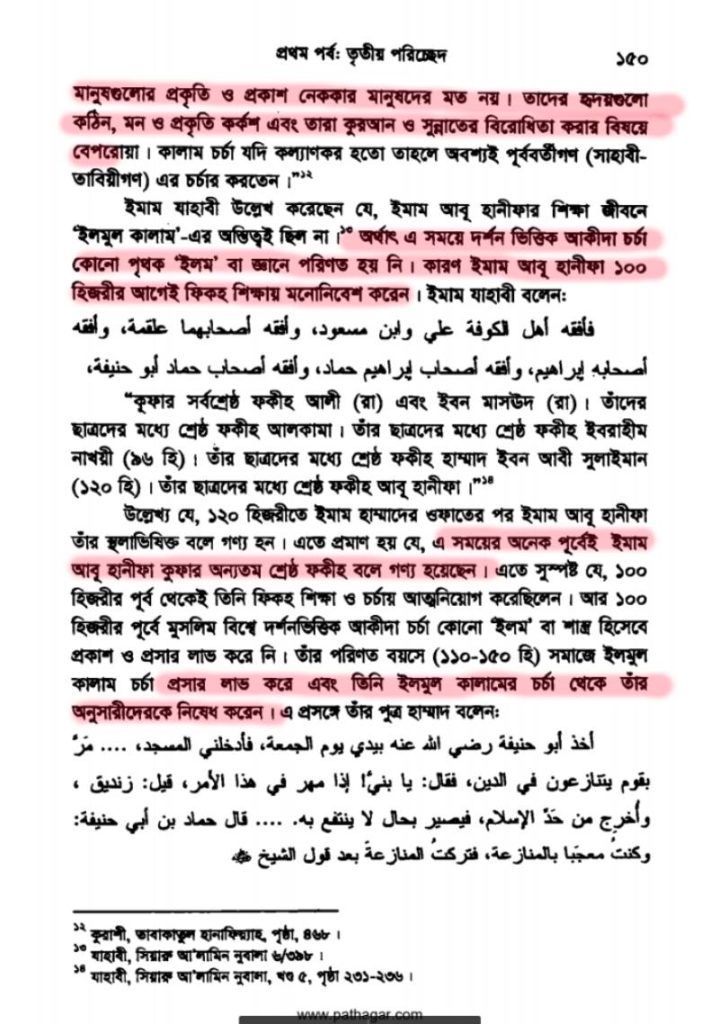 প্রথম পর্ব: তৃতীয় পরিচ্ছেদ ১৫০
মানুষগুলোর প্রকৃতি ও প্রকাশ নেককার মানুষদের মত নয়। তাদের হৃদয়গুলো
কঠিন, মন ও প্রকৃতি কর্কশ এবং তারা কুরআন ও সুন্নাতের বিরোধিতা করার বিষয়ে
বেপরোয়া। কালাম চর্চা যদি কল্যাণকর হতো তাহলে অবশ্যই পূর্ববর্তীগণ (সাহাবী-
তাবিয়ীগণ) এর চর্চার করতেন।”১২
ইমাম যাহাবী উল্লেখ করেছেন যে, ইমাম আবূ হানীফার শিক্ষা জীবনে
‘ইলমুল কালাম’-এর অস্তিত্বই ছিল না।১৩ অর্থাৎ এ সময়ে দর্শন ভিত্তিক আকীদা চর্চা
কোনো পৃথক ‘ইলম’ বা জ্ঞানে পরিণত হয় নি। কারণ ইমাম আবূ হানীফা ১০০
হিজরীর আগেই ফিকহ শিক্ষায় মনোনিবেশ করেন। ইমাম যাহাবী বলেন:
فأفقه أهل الكوفة علي وابن مسعود، وأفقه أصحابهما علقمة، وأفقه
أصحابه إبراهيم، وأفقه أصحاب إبراهيم حماد، وأفقه أصحاب حماد أبو حنيفة،
“কূফার সর্বশ্রেষ্ঠ ফকীহ আলী (রা) এবং ইবন মাসঊদ (রা)। তাঁদের
ছাত্রদের মধ্যে শ্রেষ্ঠ ফকীহ আলকামা। তাঁর ছাত্রদের মধ্যে শ্রেষ্ঠ ফকীহ ইবরাহীম
নাখয়ী (৯৬ হি)। তাঁর ছাত্রদের মধ্যে শ্রেষ্ঠ ফকীহ হাম্মাদ ইবন আবী সুলাইমান
(১২০ হি)। তাঁর ছাত্রদের মধ্যে শ্রেষ্ঠ ফকীহ আবূ হানীফা।”১৪
উল্লেখ্য যে, ১২০ হিজরীতে ইমাম হাম্মাদের ওফাতের পর ইমাম আবূ হানীফা
তাঁর স্থলাভিষিক্ত বলে গণ্য হন। এতে প্রমাণ হয় যে, এ সময়ের অনেক পূর্বেই ইমাম
আবূ হানীফা কুফার অন্যতম শ্রেষ্ঠ ফকীহ বলে গণ্য হয়েছেন। এতে সুস্পষ্ট যে, ১০০
হিজরীর পূর্ব থেকেই তিনি ফিকহ শিক্ষা ও চর্চায় আত্মনিয়োগ করেছিলেন। আর ১০০
হিজরীর পূর্বে মুসলিম বিশ্বে দর্শনভিত্তিক আকীদা চর্চা কোনো ‘ইলম’ বা শাস্ত্র হিসেবে
প্রকাশ ও প্রসার লাভ করে নি। তাঁর পরিণত বয়সে (১১০-১৫০ হি) সমাজে ইলমুল
কালাম চর্চা প্রসার লাভ করে এবং তিনি ইলমুল কালামের চর্চা থেকে তাঁর
অনুসারীদেরকে নিষেধ করেন। এ প্রসঙ্গে তাঁর পুত্র হাম্মাদ বলেন:
أخذ أبو حنيفة رضي الله عنه بيدي يوم الجمعة، فأدخلني المسجد، .... مَرَّ
بقوم يتنازعون في الدين، فقال: يا بنيَّ! إذا مهر في هذا الأمر، قيل: زنديق ،
وأُخرِج من حَدِّ الإسلام، فيصير بحال لا ينتفع به. .... قال حماد بن أبي حنيفة:
وكنتُ معجَبا بالمنازعة، فتركتُ المنازعةَ بعد قول الشيخ
১২ কুরাশী, তাবাকাতুল হানাফিয়্যাহ, পৃষ্ঠা, ৪৬৮।
১৩ যাহাবী, সিয়ারু আ’লামিন নুবালা ৬/৩৯৮।
১৪ যাহাবী, সিয়ারু আ’লামিন নুবালা, খণ্ড ৫, পৃষ্ঠা ২৩১-২৩৬।
www.pathagar.com